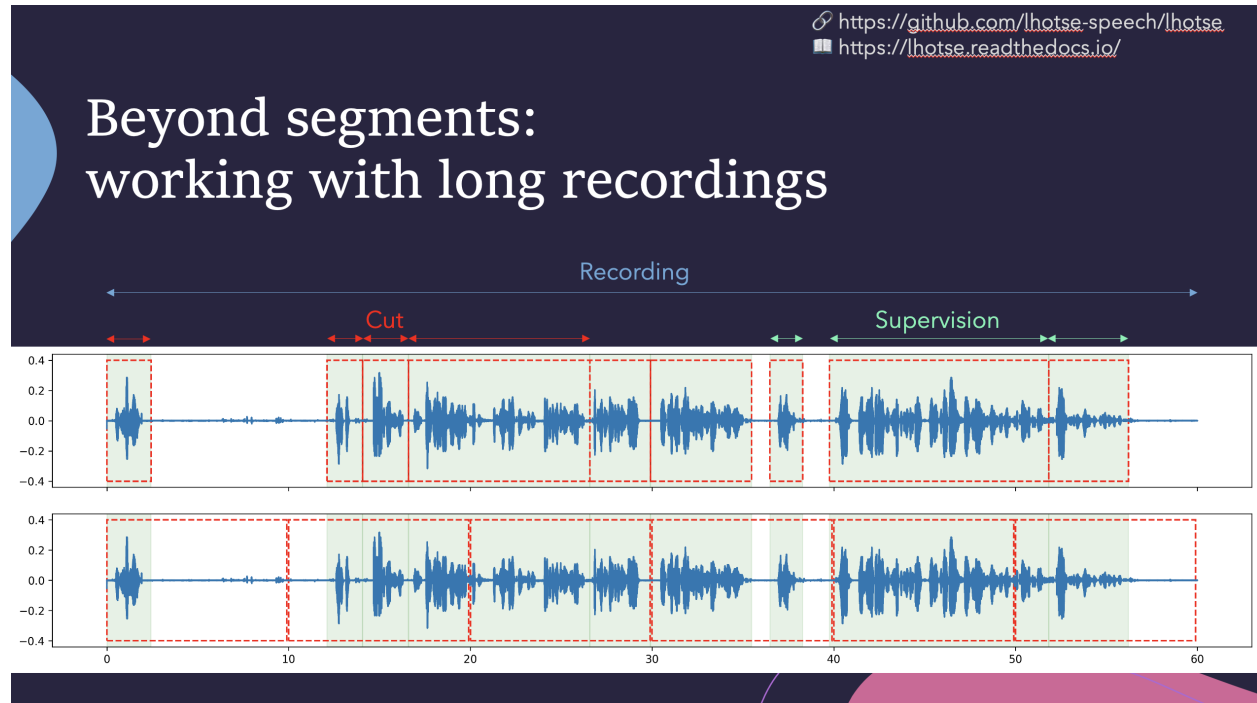 🔗 https://github.com/lhotse-speech/lhotse
📖 https://lhotse.readthedocs.io/
Beyond segments:
working with long recordings
Recording
Cut
Supervision
0.4
0.2
0.0
−0.2
−0.4
0.4
0.2
0.0
−0.2
−0.4
0 10 20 30 40 50 60